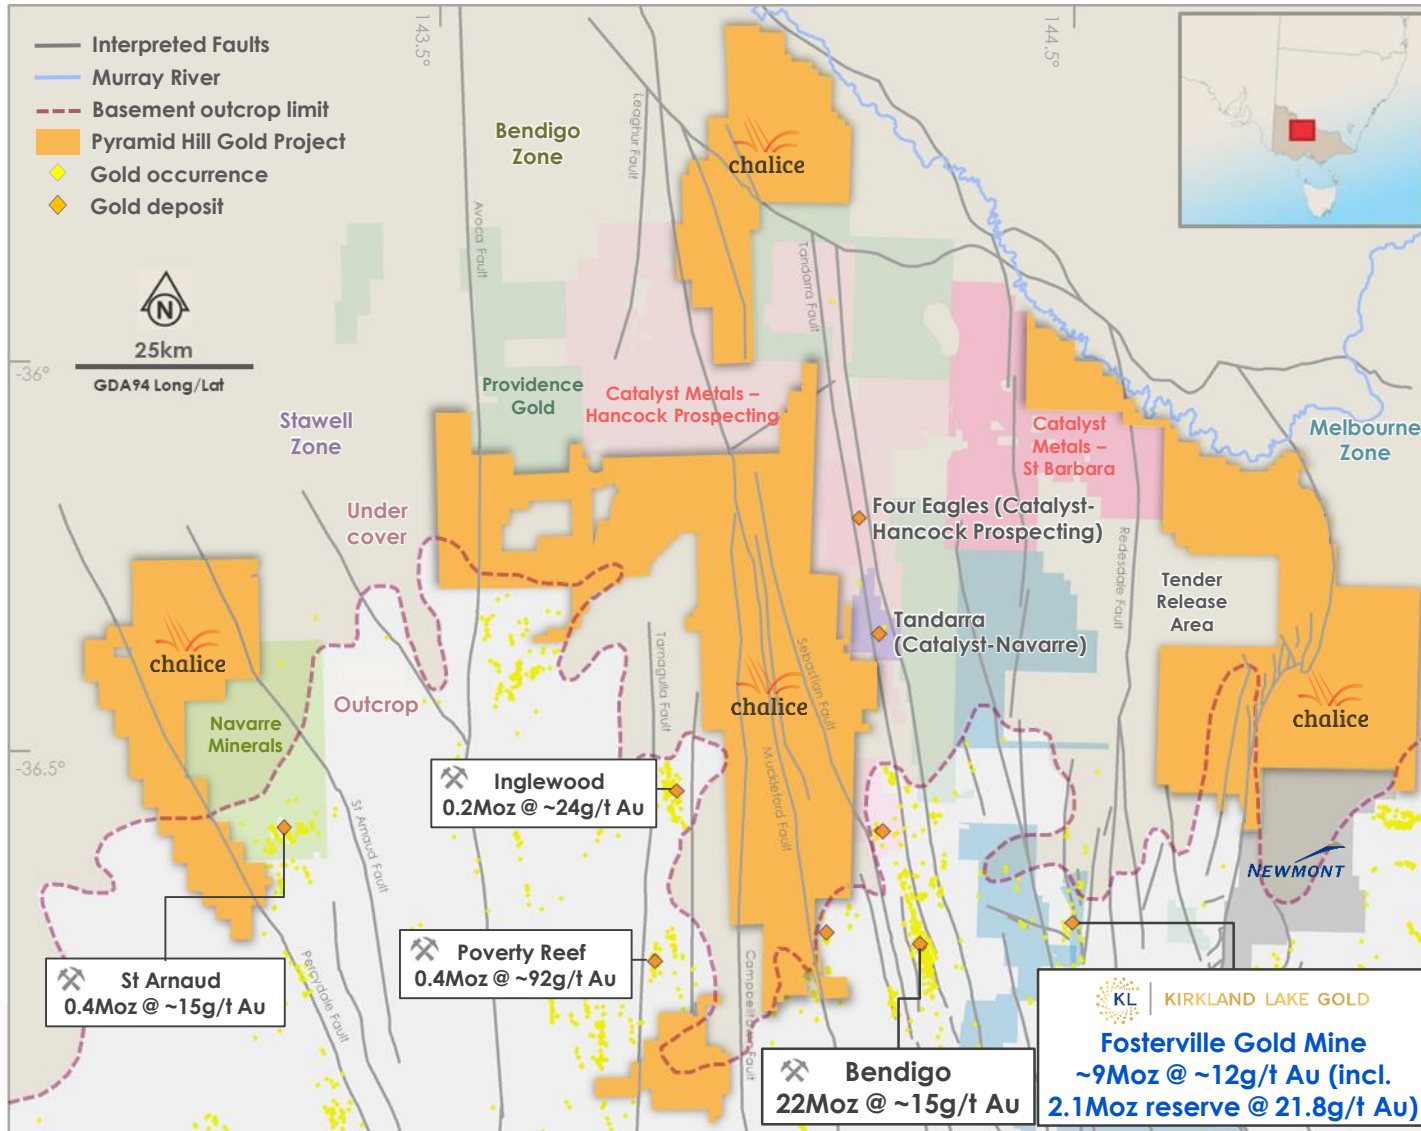 Interpreted Faults
Murray River
Basement outcrop limit
Pyramid Hill Gold Project
Gold occurrence
Gold deposit
N
25km
GDA94 Long/Lat
143.5°
144.5°
-36°
-36.5°
Bendigo
Zone
Leaghur Fault
Avoca Fault
Tandarra Fault
chalice
Providence
Gold
Catalyst Metals –
Hancock Prospecting
Catalyst
Metals –
St Barbara
Melbourne
Zone
Stawell
Zone
Under
cover
Four Eagles (Catalyst-
Hancock Prospecting)
Redesdale Fault
Tender
Release
Area
Tandarra
(Catalyst-Navarre)
chalice
Navarre
Minerals
Outcrop
Tarnagulla Fault
Sebastian Fault
chalice
Muckleford Fault
chalice
Inglewood
0.2Moz @ ~24g/t Au
St Arnaud Fault
NEWMONT
St Arnaud
0.4Moz @ ~15g/t Au
Percydale Fault
Poverty Reef
0.4Moz @ ~92g/t Au
Campbeltown Fault
Bendigo
22Moz @ ~15g/t Au
KL
KIRKLAND LAKE GOLD
Fosterville Gold Mine
~9Moz @ ~12g/t Au (incl.
2.1Moz reserve @ 21.8g/t Au)